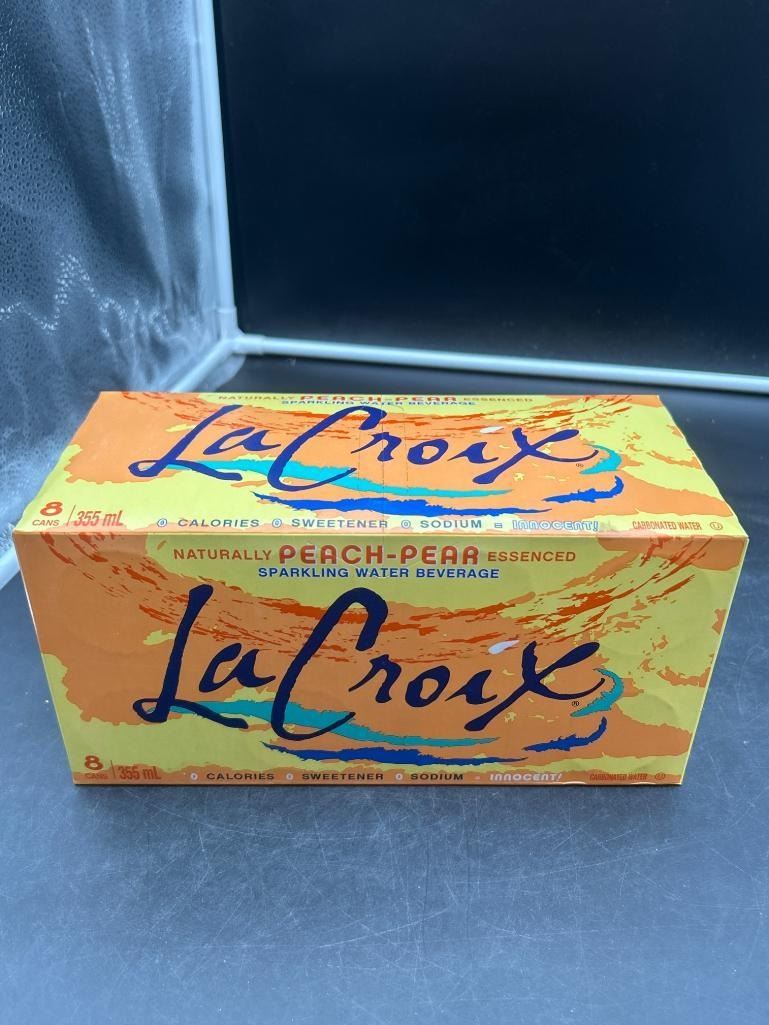 NATURALLY PEACH-PEAR ESSENCED
SPARKLING WATER BEVERAGE
LaCroix®
8 CANS | 355 mL
0 CALORIES 0 SWEETENER 0 SODIUM = INNOCENT!
CARBONATED WATER
NATURALLY PEACH-PEAR ESSENCED
SPARKLING WATER BEVERAGE
LaCroix®
8 CANS | 355 mL
0 CALORIES 0 SWEETENER 0 SODIUM = INNOCENT!
CARBONATED WATER